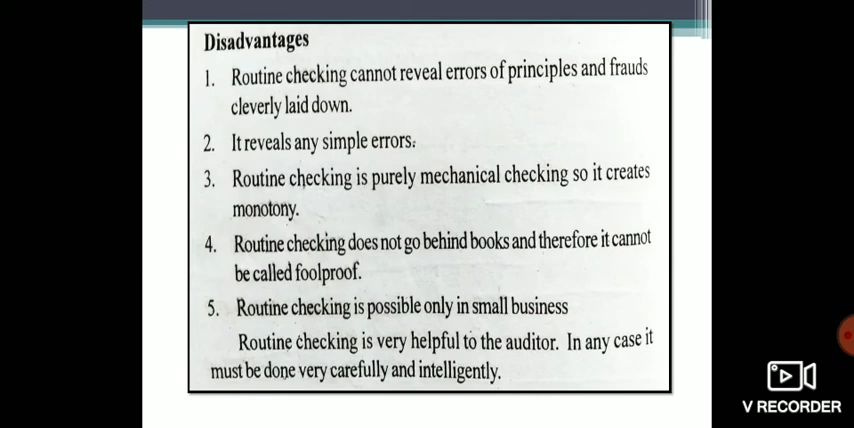 Disadvantages
1. Routine checking cannot reveal errors of principles and frauds
cleverly laid down.
2. It reveals any simple errors.
3. Routine checking is purely mechanical checking so it creates
monotony.
4. Routine checking does not go behind books and therefore it cannot
be called foolproof.
5. Routine checking is possible only in small business
Routine checking is very helpful to the auditor. In any case it
must be done very carefully and intelligently.
V RECORDER